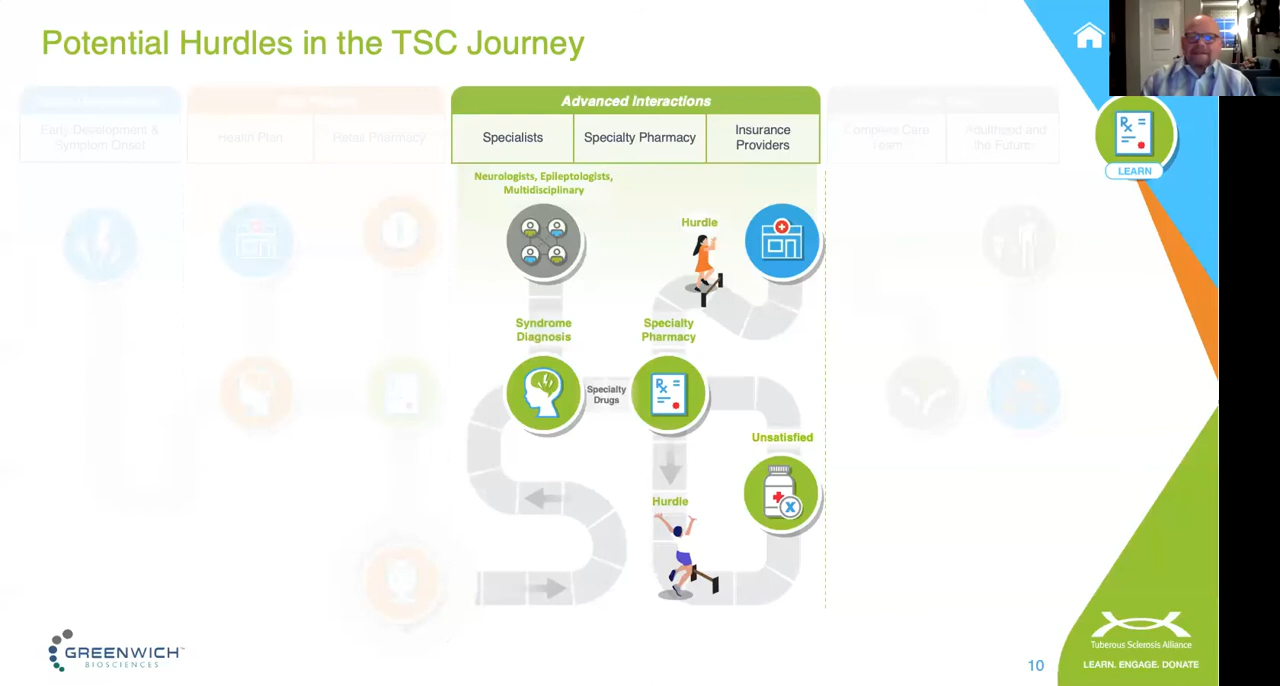 Potential Hurdles in the TSC Journey
Advanced Interactions
Early Development &
Symptom Onset
Health Plan
Retail Pharmacy
Specialists
Specialty Pharmacy
Insurance
Providers
Complete Care
Team
Adulthood and
the Future
LEARN
Neurologists, Epileptologists,
Multidisciplinary
Hurdle
Syndrome
Diagnosis
Specialty
Pharmacy
Specialty
Drugs
Rx
Unsatisfied
Hurdle
GREENWICH
BIOSCIENCES
10
Tuberous Sclerosis Alliance
LEARN. ENGAGE. DONATE